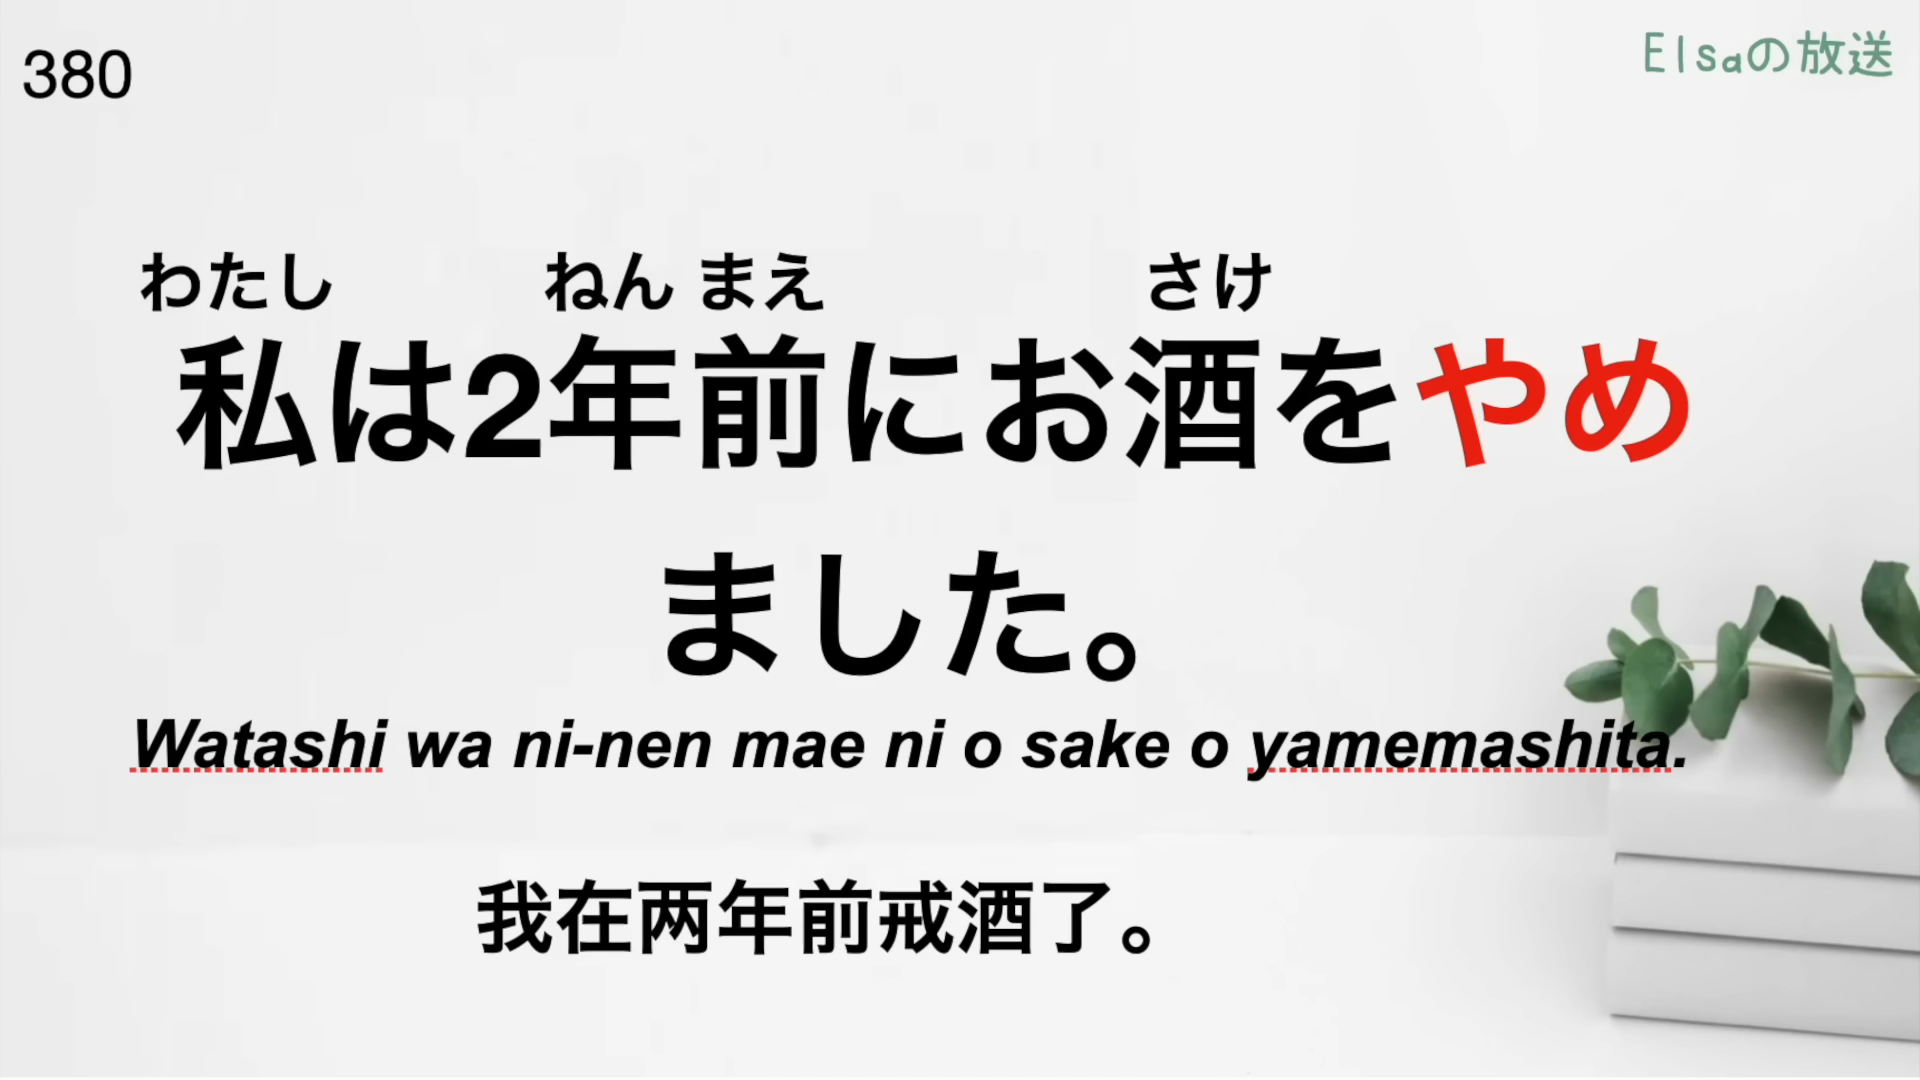 380
Elsaの放送
わたし ねん まえ さけ
私は2年前にお酒をやめ
ました。
Watashi wa ni-nen mae ni o sake o yamemashita.
我在两年前戒酒了。